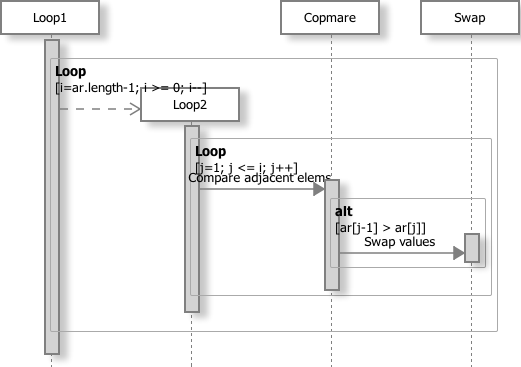 Loop1
Copmare
Swap
Loop
[i=ar.length-1; i >= 0; i--]
Loop2
Loop
[j=1; j <= i; j++]
Compare adjacent elems
alt
[ar[j-1] > ar[j]]
Swap values